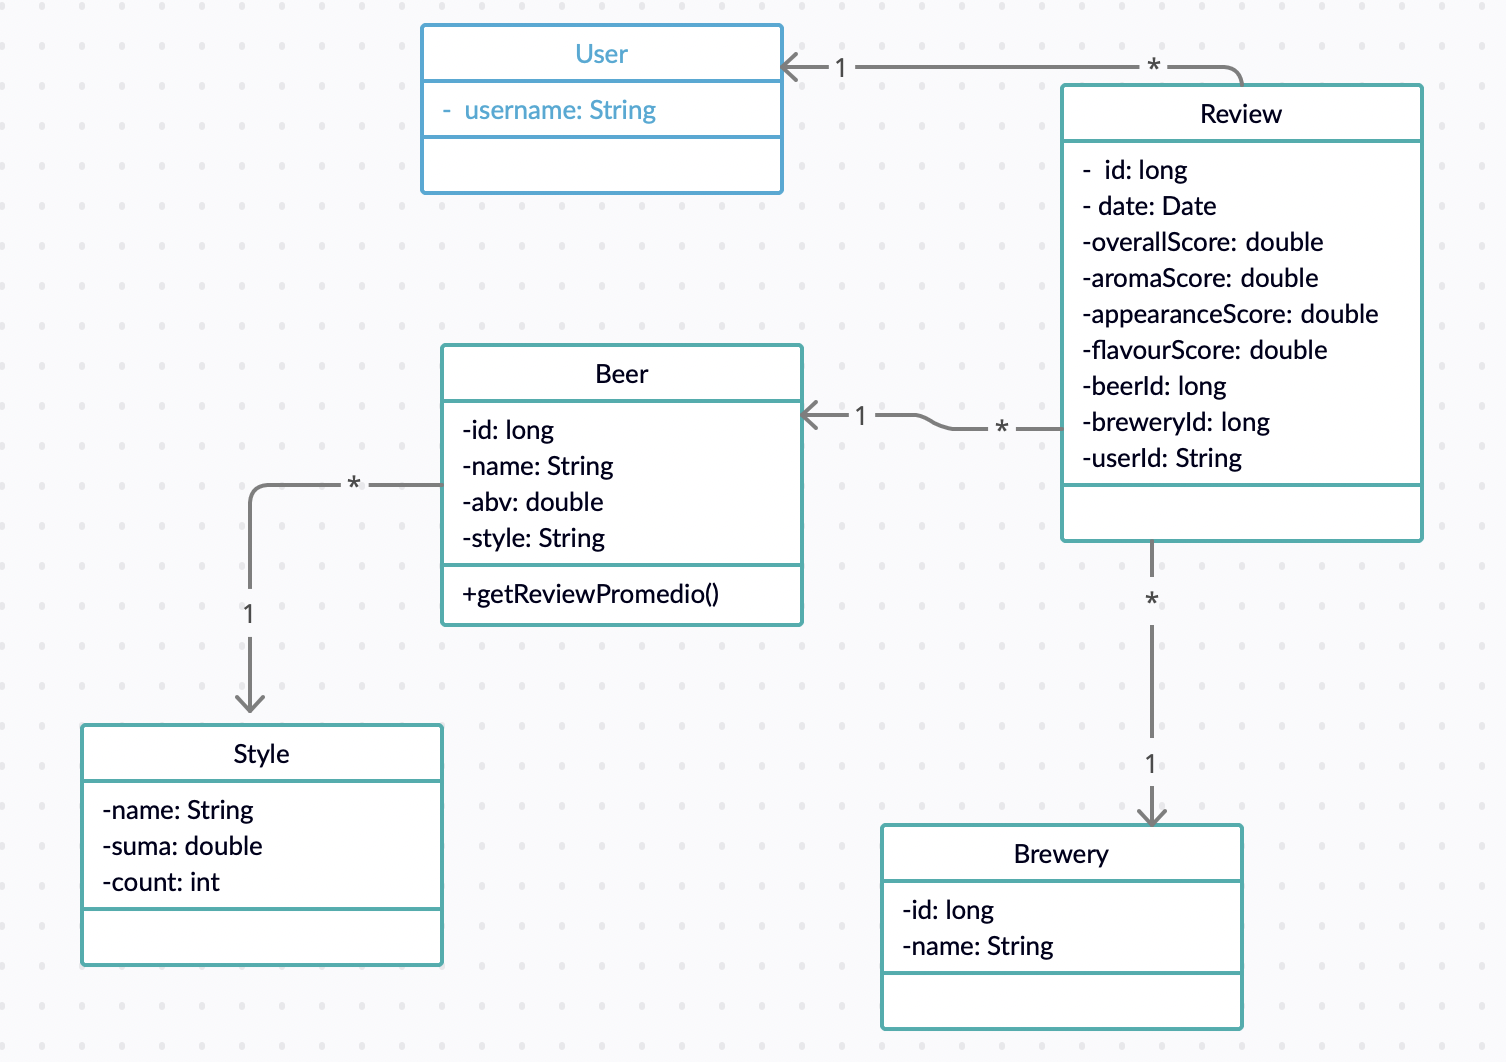 User
- username: String
1
*
Review
- id: long
- date: Date
-overallScore: double
-aromaScore: double
-appearanceScore: double
-flavourScore: double
-beerId: long
-breweryId: long
-userId: String
Beer
-id: long
-name: String
-abv: double
-style: String
+getReviewPromedio()
1
*
*
1
*
1
Style
-name: String
-suma: double
-count: int
Brewery
-id: long
-name: String